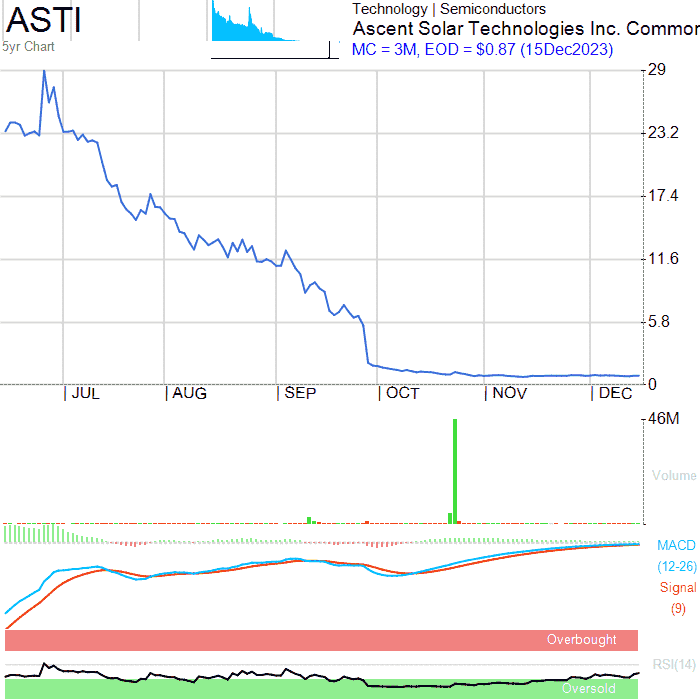 ASTI
5yr Chart
Technology | Semiconductors
Ascent Solar Technologies Inc. Common
MC = 3M, EOD = $0.87 (15Dec2023)
29
23.2
17.4
11.6
5.8
0
JUL
AUG
SEP
OCT
NOV
DEC
46M
Volume
MACD
(12-26)
Signal
(9)
Overbought
RSI(14)
Oversold